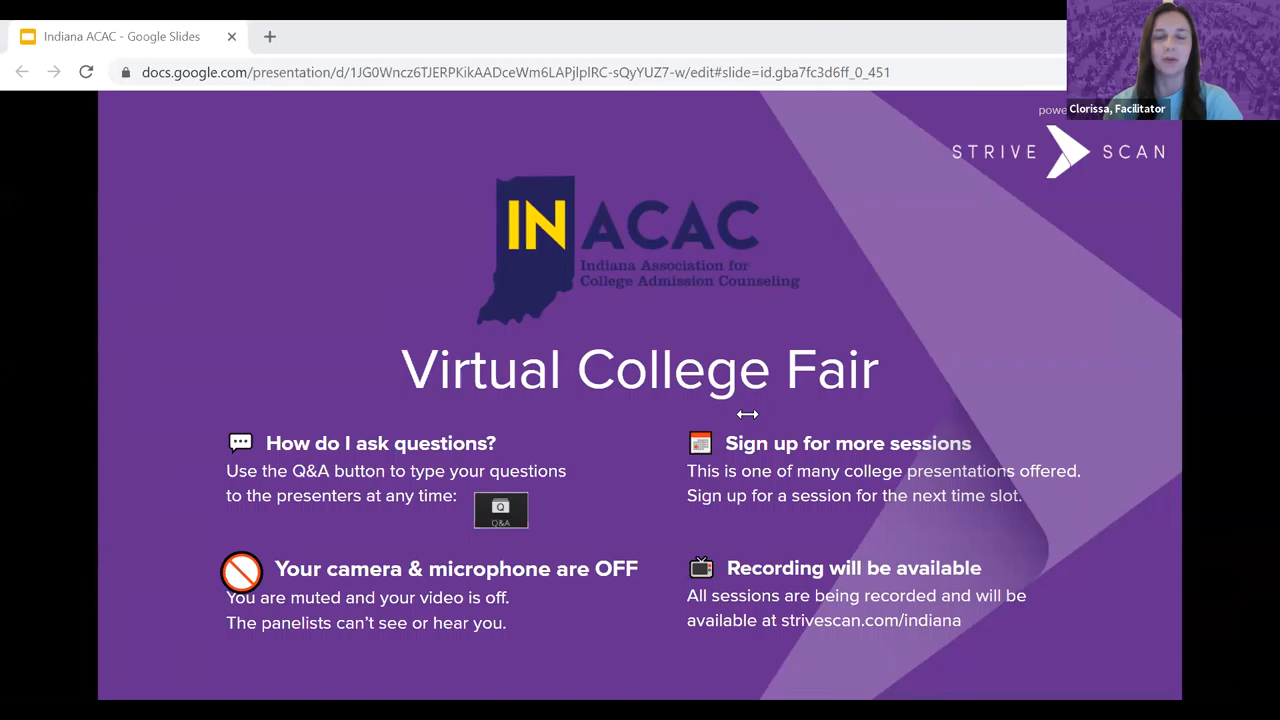 Indiana ACAC - Google Slides
docs.google.com/presentation/d/1JG0Wncz6TJERPKikAADceWm6LAPjlplRC-sQyYUZ7-w/edit#slide=id.gba7fc3d6ff_0_451
Clorissa, Facilitator
STRIVE SCAN
IN ACAC
Indiana Association for
College Admission Counseling
Virtual College Fair
How do I ask questions?
Use the Q&A button to type your questions
to the presenters at any time:
Q
Q&A
Sign up for more sessions
This is one of many college presentations offered.
Sign up for a session for the next time slot.
Your camera & microphone are OFF
You are muted and your video is off.
The panelists can't see or hear you.
Recording will be available
All sessions are being recorded and will be
available at strivescan.com/indiana